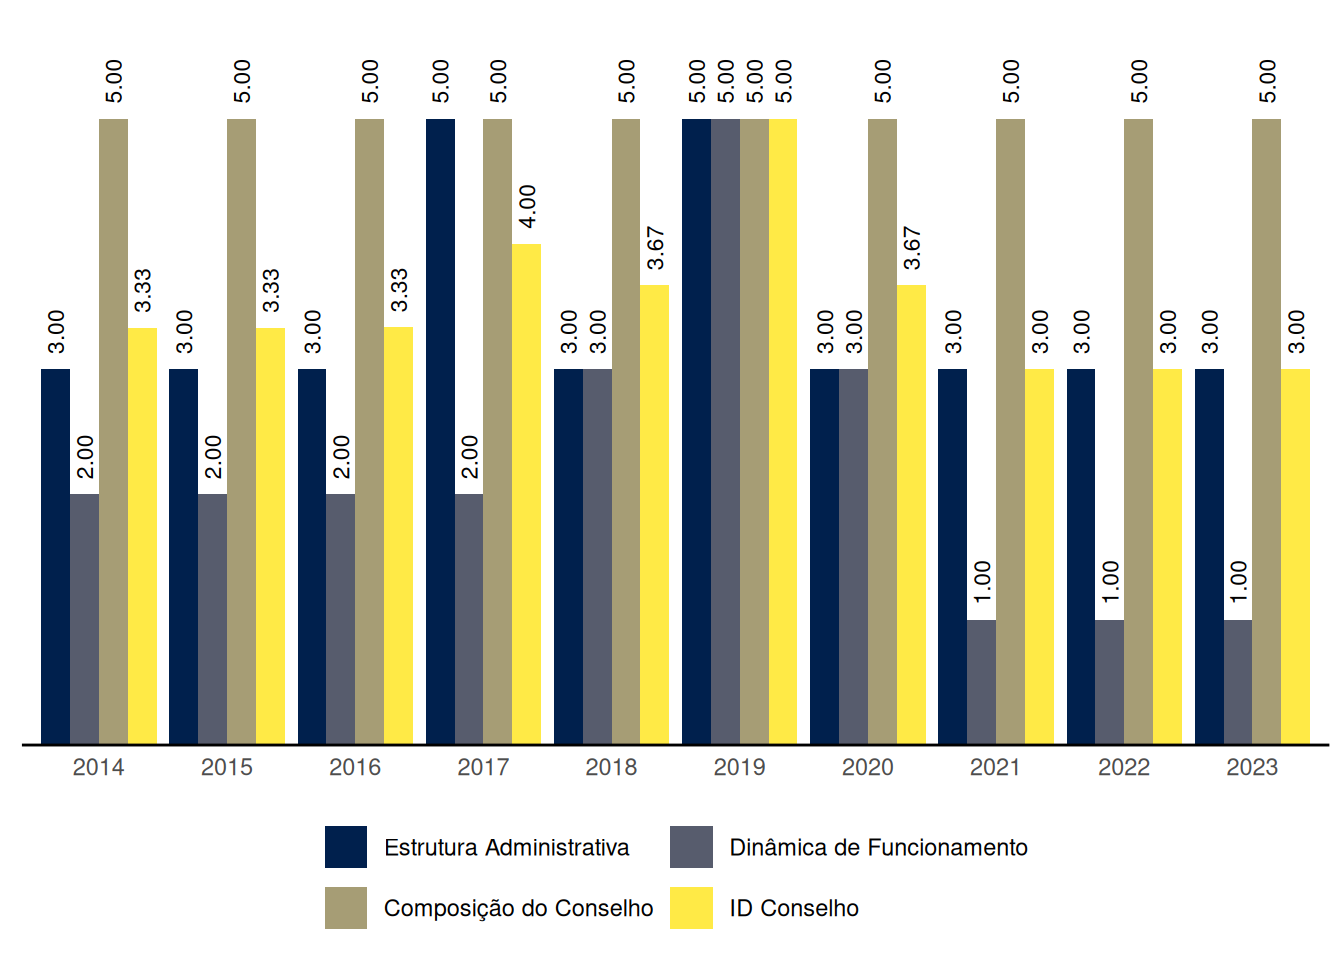 5.00 5.00 5.00 5.00 5.00 5.00 5.00 5.00 5.00 5.00 5.00 5.00 5.00 5.00
4.00
3.67 3.67
3.33 3.33 3.33
3.00 3.00 3.00 3.00 3.00 3.00 3.00 3.00 3.00 3.00 3.00 3.00 3.00
2.00 2.00 2.00 2.00
1.00 1.00 1.00
2014 2015 2016 2017 2018 2019 2020 2021 2022 2023
Estrutura Administrativa Dinâmica de Funcionamento
Composição do Conselho ID Conselho